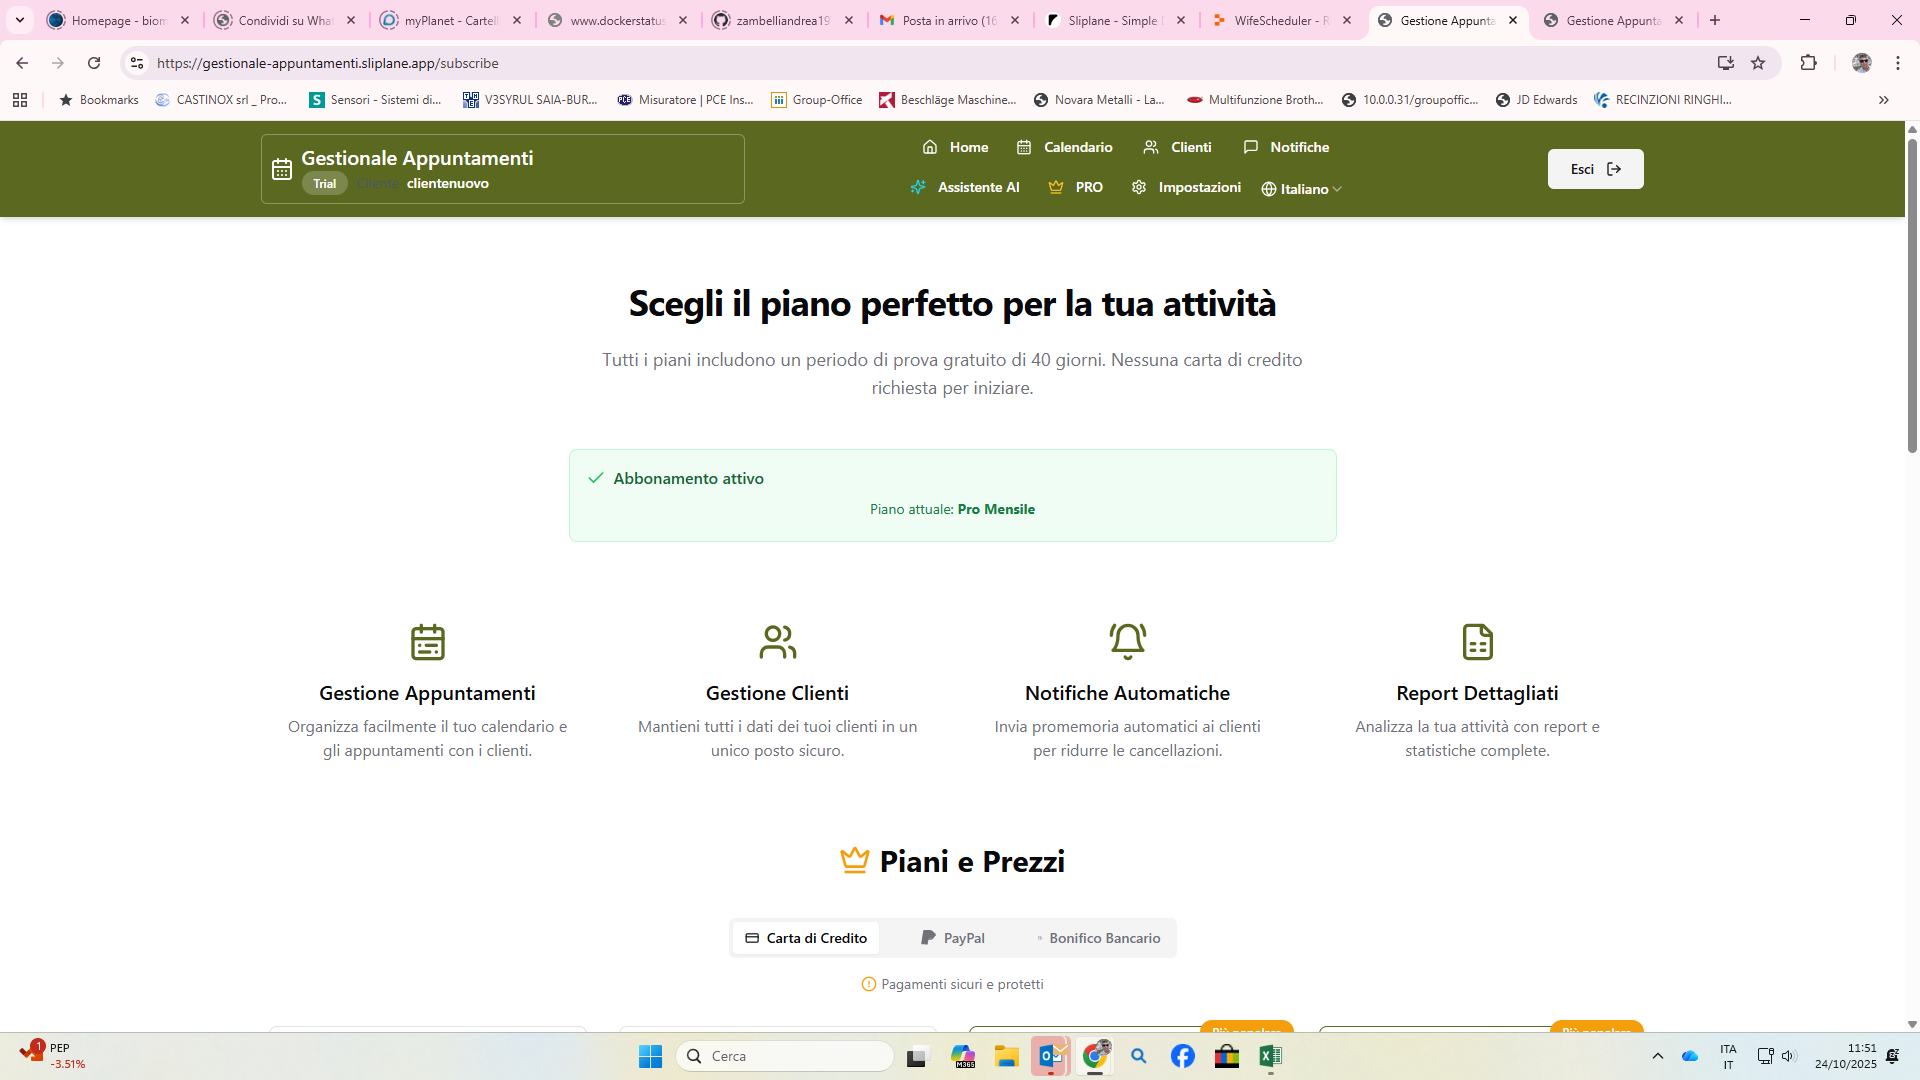 Homepage - biom
Condividi su What
myPlanet - Cartell
www.dockerstatus
zambelliandrea19
Posta in arrivo (16
Sliplane - Simple D
WifeScheduler - R
Gestione Appunta
Gestione Appunta
https://gestionale-appuntamenti.sliplane.app/subscribe
Bookmarks
CASTINOX srl _ Pro...
Sensori - Sistemi di...
V3SYRUL SAIA-BUR...
Misuratore | PCE Ins...
Group-Office
Beschläge Maschine...
Novara Metalli - La...
Multifunzione Broth...
10.0.0.31/groupoffic...
JD Edwards
RECINZIONI RINGHI...
Gestionale Appuntamenti
Trial Cliente clientenuovo
Home Calendario Clienti Notifiche
Assistente AI PRO Impostazioni Italiano
Esci
Scegli il piano perfetto per la tua attività
Tutti i piani includono un periodo di prova gratuito di 40 giorni. Nessuna carta di credito
richiesta per iniziare.
Abbonamento attivo
Piano attuale: Pro Mensile
Gestione Appuntamenti
Organizza facilmente il tuo calendario e
gli appuntamenti con i clienti.
Gestione Clienti
Mantieni tutti i dati dei tuoi clienti in un
unico posto sicuro.
Notifiche Automatiche
Invia promemoria automatici ai clienti
per ridurre le cancellazioni.
Report Dettagliati
Analizza la tua attività con report e
statistiche complete.
Piani e Prezzi
Carta di Credito PayPal Bonifico Bancario
Pagamenti sicuri e protetti
1
PEP
-3.51%
Cerca
ITA
IT
11:51
24/10/2025